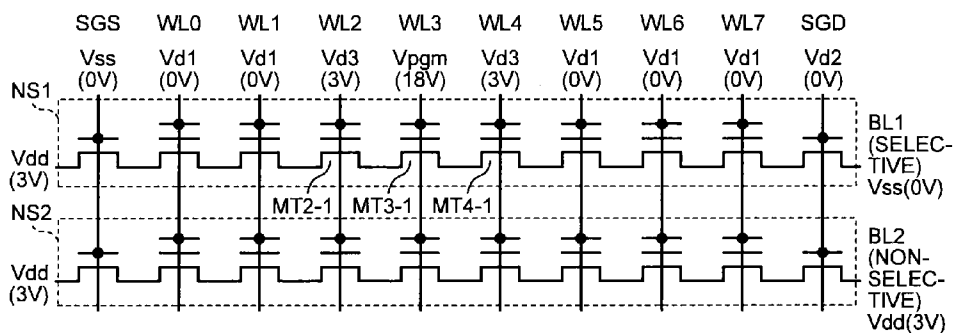 SGS WL0 WL1 WL2 WL3 WL4 WL5 WL6 WL7 SGD
Vss Vd1 Vd1 Vd3 Vpgm Vd3 Vd1 Vd1 Vd1 Vd2
(0V) (0V) (0V) (3V) (18V) (3V) (0V) (0V) (0V) (0V)
NS1
Vdd
(3V)
MT2-1 MT3-1 MT4-1
BL1
(SELEC-
TIVE)
Vss(0V)
NS2
Vdd
(3V)
BL2
(NON-
SELEC-
TIVE)
Vdd(3V)